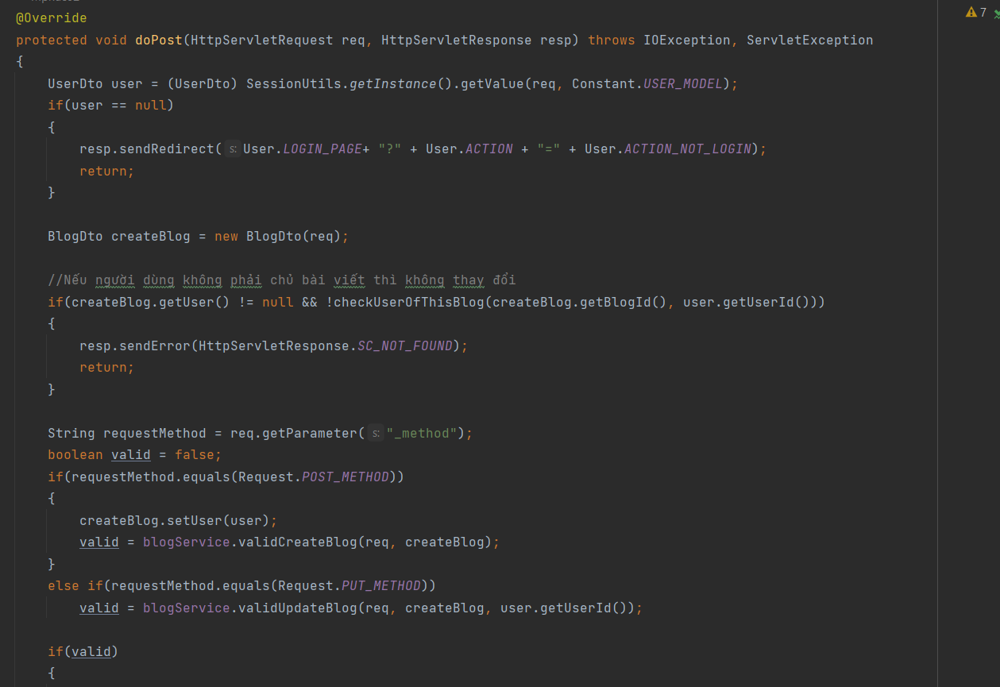 @Override
protected void doPost(HttpServletRequest req, HttpServletResponse resp) throws IOException, ServletException
{
    UserDto user = (UserDto) SessionUtils.getInstance().getValue(req, Constant.USER_MODEL);
    if(user == null)
    {
        resp.sendRedirect( s: User.LOGIN_PAGE+ "?" + User.ACTION + "=" + User.ACTION_NOT_LOGIN);
        return;
    }

    BlogDto createBlog = new BlogDto(req);

    //Nếu người dùng không phải chủ bài viết thì không thay đổi
    if(createBlog.getUser() != null && !checkUserOfThisBlog(createBlog.getBlogId(), user.getUserId()))
    {
        resp.sendError(HttpServletResponse.SC_NOT_FOUND);
        return;
    }

    String requestMethod = req.getParameter( s: "_method");
    boolean valid = false;
    if(requestMethod.equals(Request.POST_METHOD))
    {
        createBlog.setUser(user);
        valid = blogService.validCreateBlog(req, createBlog);
    }
    else if(requestMethod.equals(Request.PUT_METHOD))
        valid = blogService.validUpdateBlog(req, createBlog, user.getUserId());

    if(valid)
    {
7